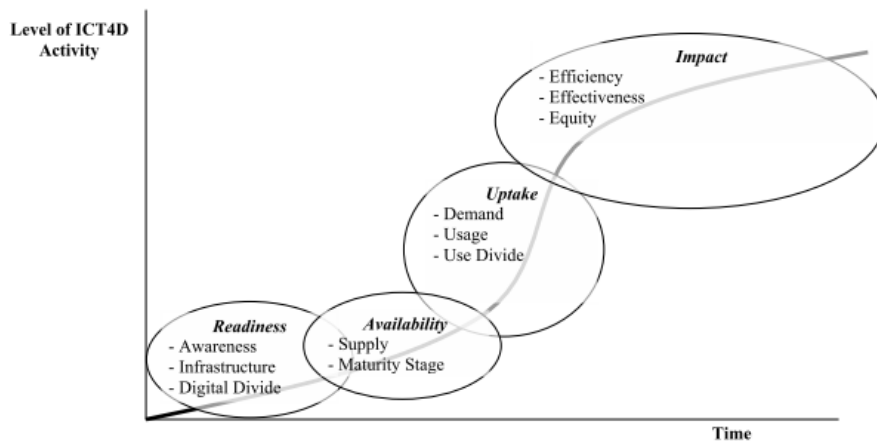 Level of ICT4D
Activity
Impact
- Efficiency
- Effectiveness
- Equity
Uptake
- Demand
- Usage
- Use Divide
Readiness
- Awareness
- Infrastructure
- Digital Divide
Availability
- Supply
- Maturity Stage
Time